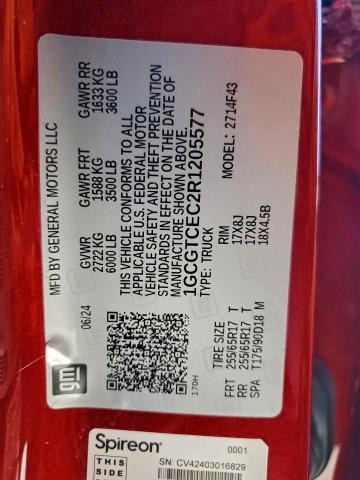 MFD BY GENERAL MOTORS LLC
06/24
GVWR GAWR FRT GAWR RR
2722 KG 1588 KG 1633 KG
6000 LB 3500 LB 3600 LB
THIS VEHICLE CONFORMS TO ALL
APPLICABLE U.S. FEDERAL MOTOR
VEHICLE SAFETY AND THEFT PREVENTION
STANDARDS IN EFFECT ON THE DATE OF
MANUFACTURE SHOWN ABOVE.
1GCGTCEC2R1205577
TYPE: TRUCK MODEL: 2714F43
TIRE SIZE RIM
FRT 255/65R17 T 17X8J
RR 255/65R17 T 17X8J
SPA T175/90D18 M 18X4.5B
170H
gm
Spireon® 0001
THIS
SIDE
SN: CV42403016829